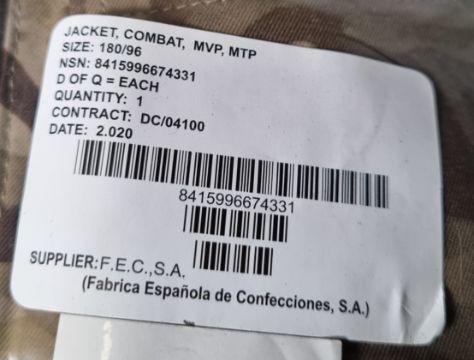 JACKET, COMBAT, MVP, MTP
SIZE: 180/96
NSN: 8415996674331
D OF Q = EACH
QUANTITY: 1
CONTRACT: DC/04100
DATE: 2.020
8415996674331
SUPPLIER: F.E.C.,S.A.
(Fabrica Española de Confecciones, S.A.)